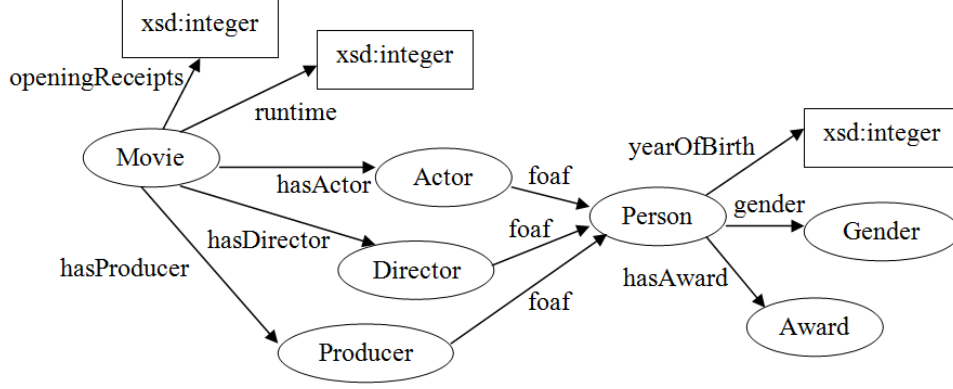 xsd:integer
openingReceipts
xsd:integer
runtime
Movie
xsd:integer
yearOfBirth
hasActor
Actor
foaf
Person
gender
Gender
hasDirector
foaf
hasProducer
Director
hasAward
foaf
Award
Producer